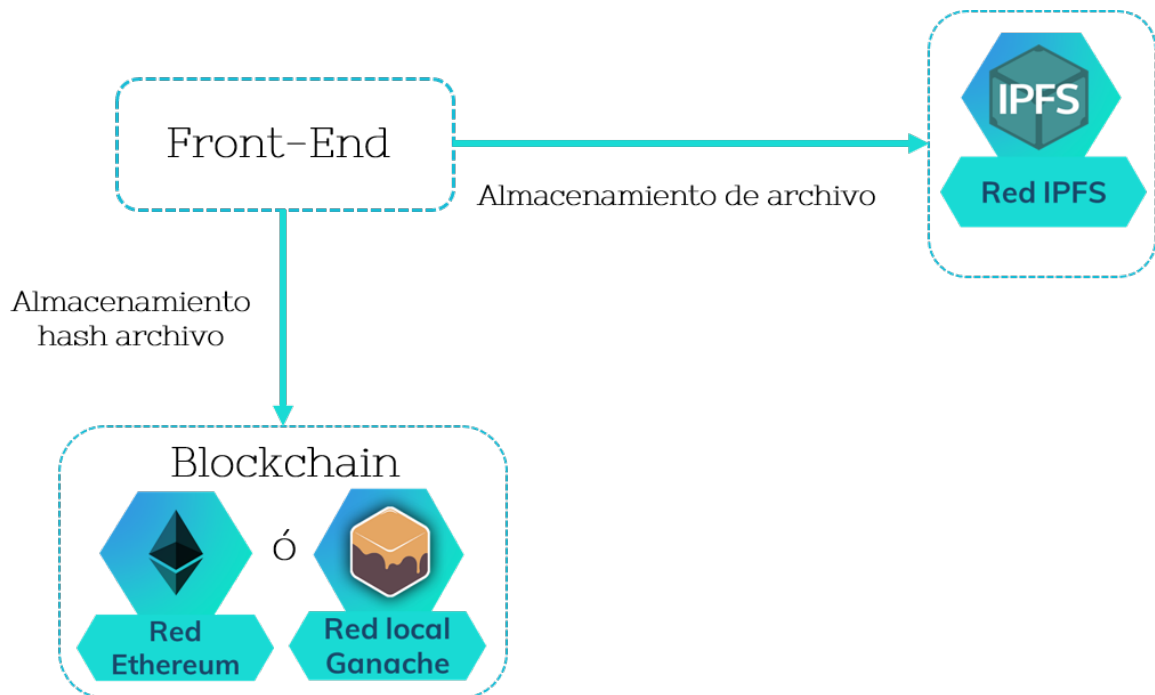 IPFS
Front-End
Red IPFS
Almacenamiento de archivo
Almacenamiento
hash archivo
Blockchain
ó
Red
Ethereum
Red local
Ganache